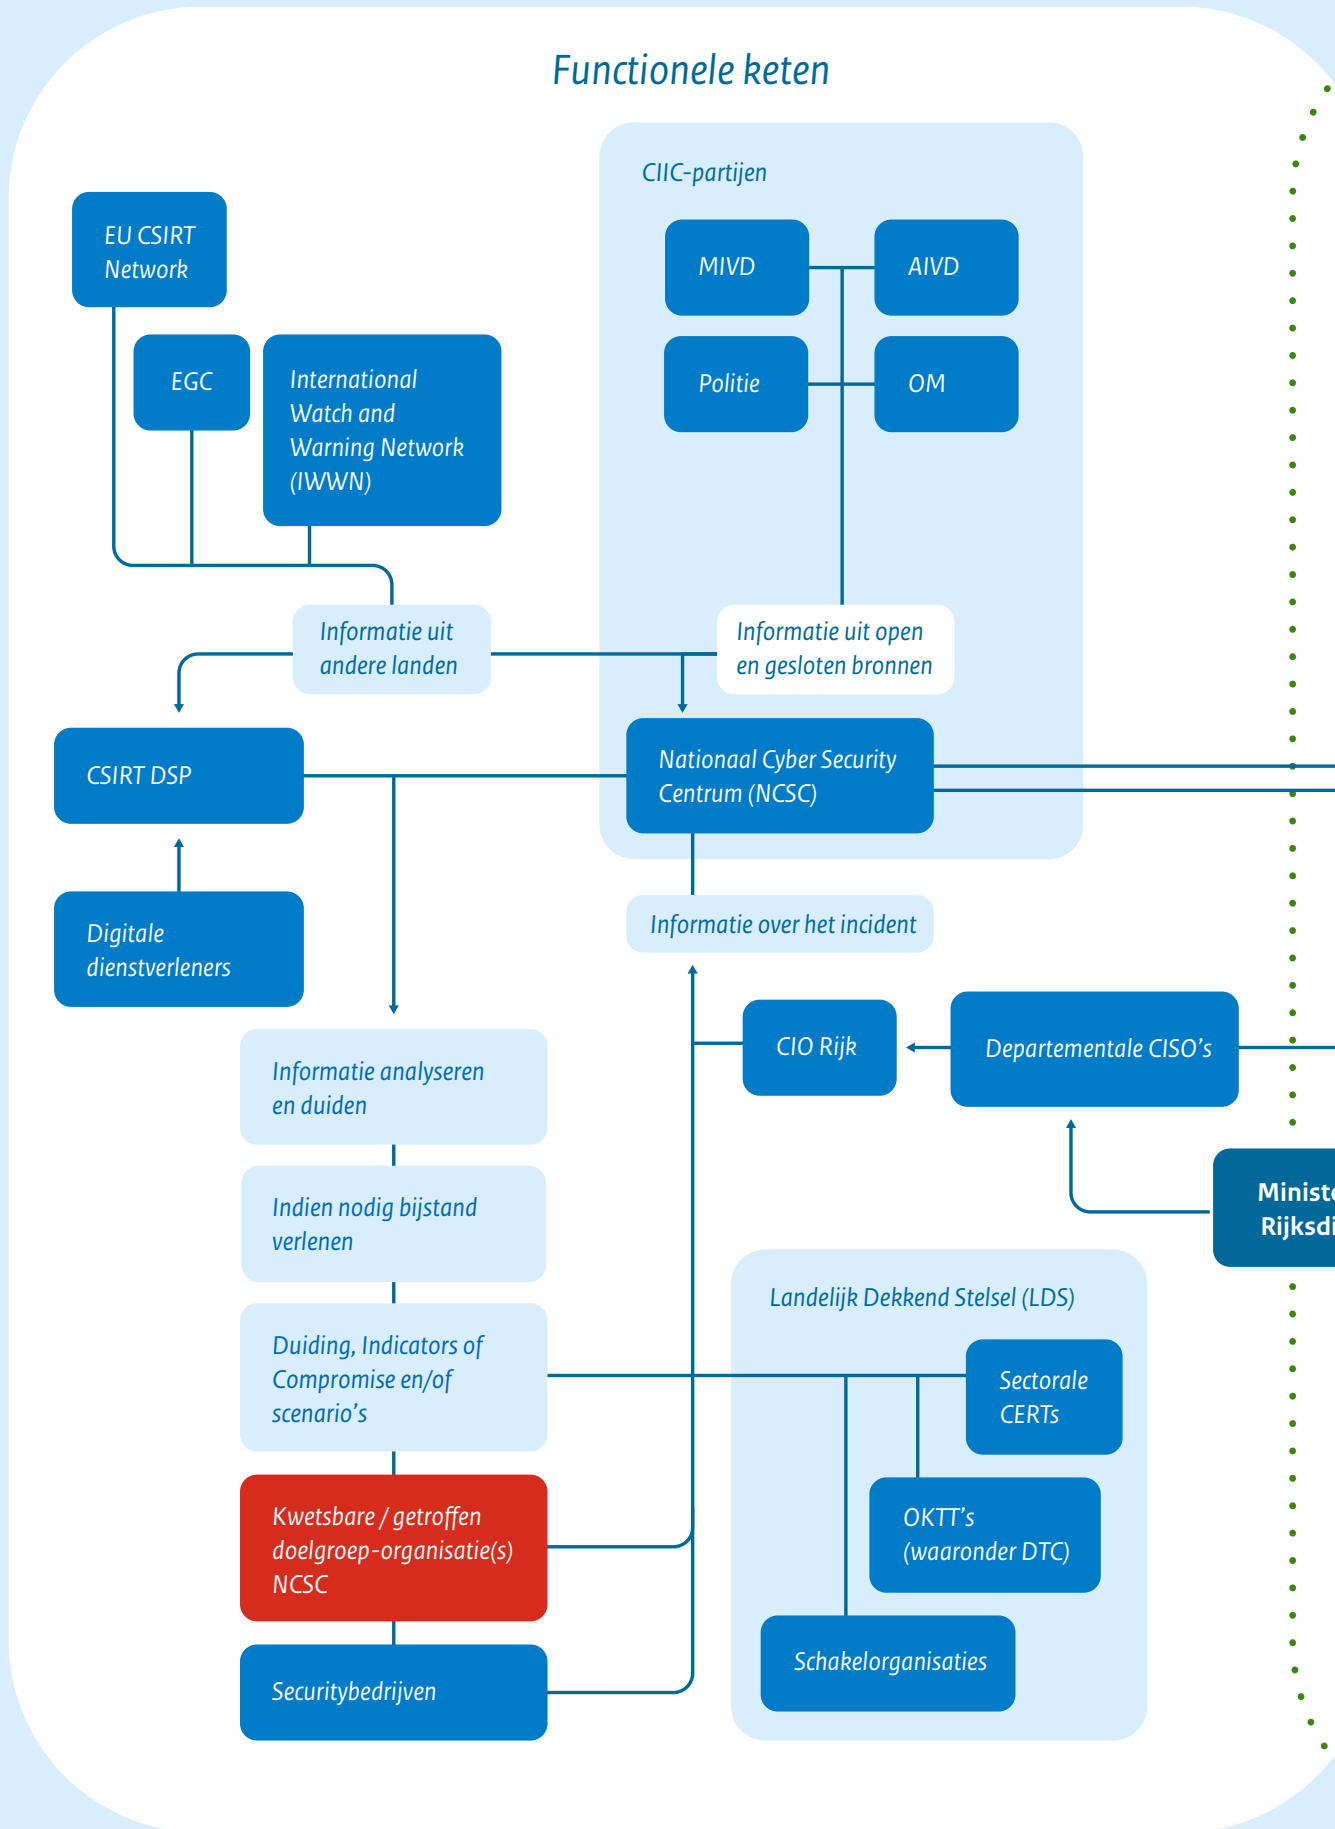 Functionele keten
CIIC-partijen
EU CSIRT
Network
MIVD
AIVD
EGC
International
Watch and
Warning Network
(IWWN)
Politie
OM
Informatie uit
andere landen
Informatie uit open
en gesloten bronnen
CSIRT DSP
Nationaal Cyber Security
Centrum (NCSC)
Digitale
dienstverleners
Informatie over het incident
CIO Rijk
Departementale CISO's
Informatie analyseren
en duiden
Indien nodig bijstand
verlenen
Landelijk Dekkend Stelsel (LDS)
Duiding, Indicators of
Compromise en/of
scenario's
Sectorale
CERTs
Kwetsbare / getroffen
doelgroep-organisatie(s)
NCSC
OKTT's
(waaronder DTC)
Schakelorganisaties
Securitybedrijven